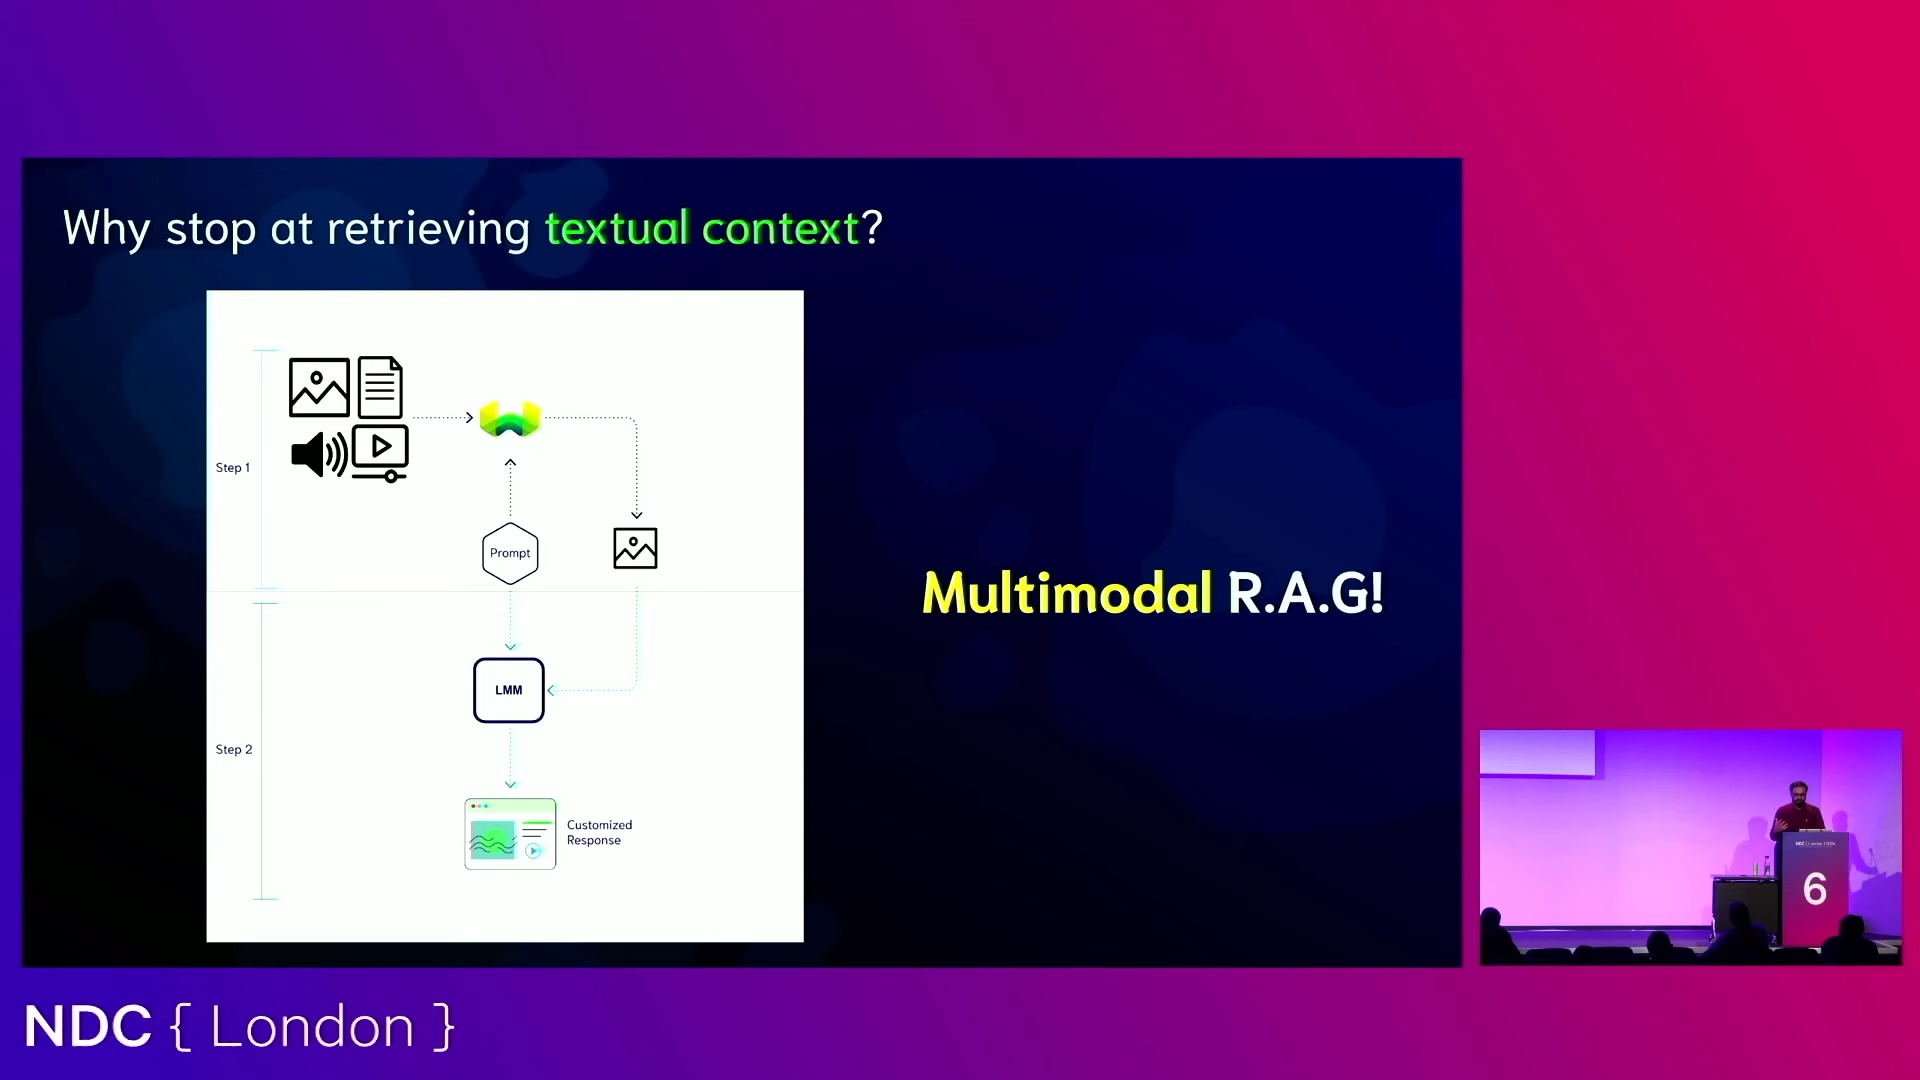 Why stop at retrieving textual context?
Step 1
Prompt
Multimodal R.A.G!
LMM
Step 2
Customized
Response
6
NDC { London }